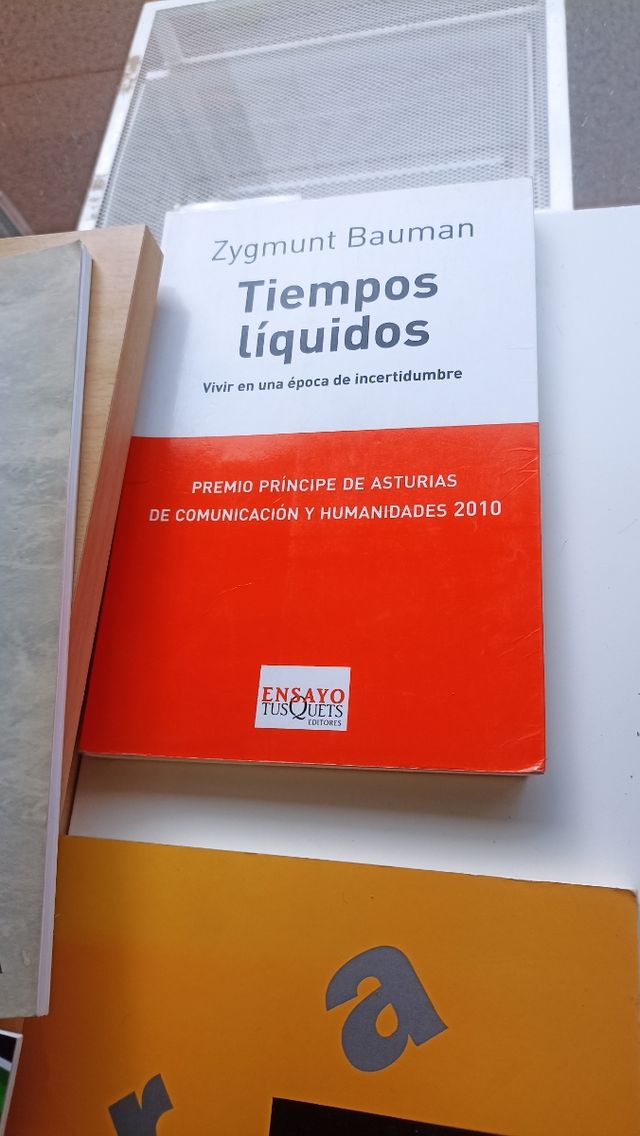 Zygmunt Bauman
Tiempos
líquidos
Vivir en una época de incertidumbre
PREMIO PRÍNCIPE DE ASTURIAS
DE COMUNICACIÓN Y HUMANIDADES 2010
ENSAYO
TUSQUETS
EDITORES
a
r